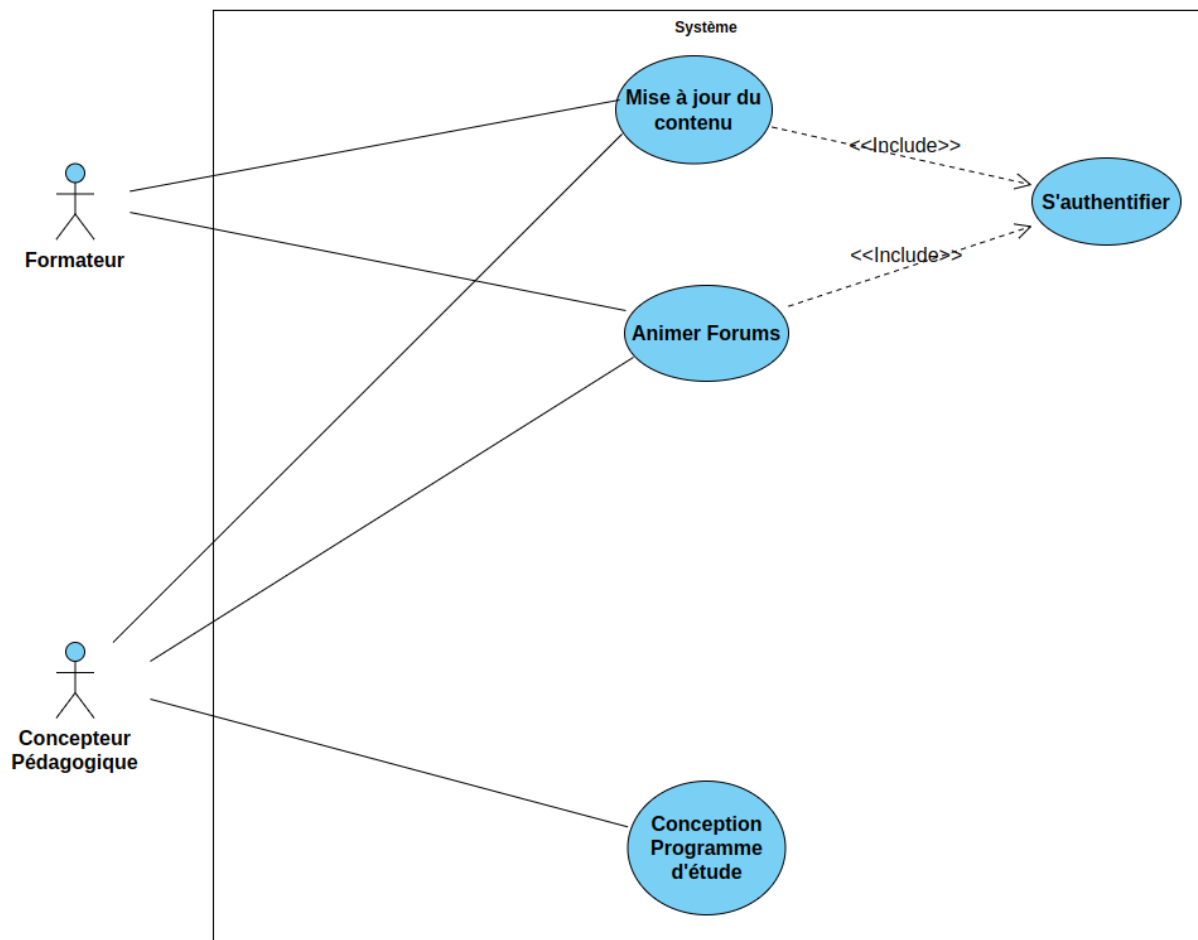 Système
Mise à jour du
contenu
<<Include>>
S'authentifier
Formateur
<<Include>>
Animer Forums
Concepteur
Pédagogique
Conception
Programme
d'étude